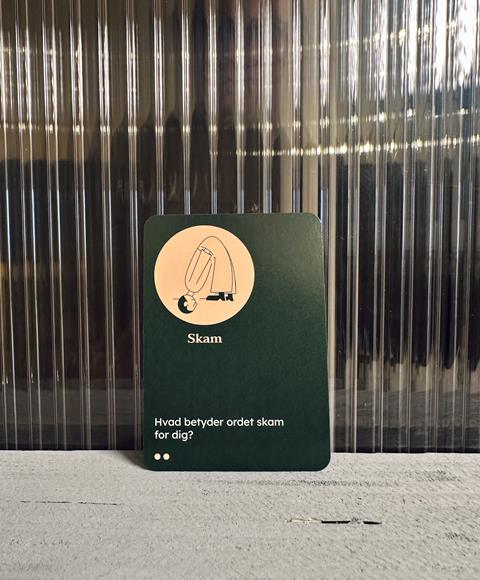 Skam
Hvad betyder ordet skam
for dig?